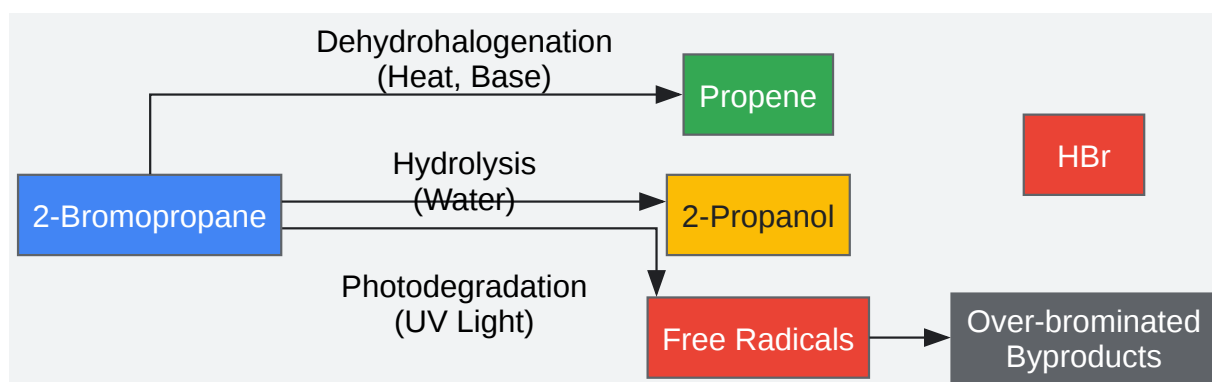 Dehydrohalogenation
(Heat, Base)
Propene
HBr
Hydrolysis
(Water)
2-Bromopropane
2-Propanol
Photodegradation
(UV Light)
Free Radicals
Over-brominated
Byproducts